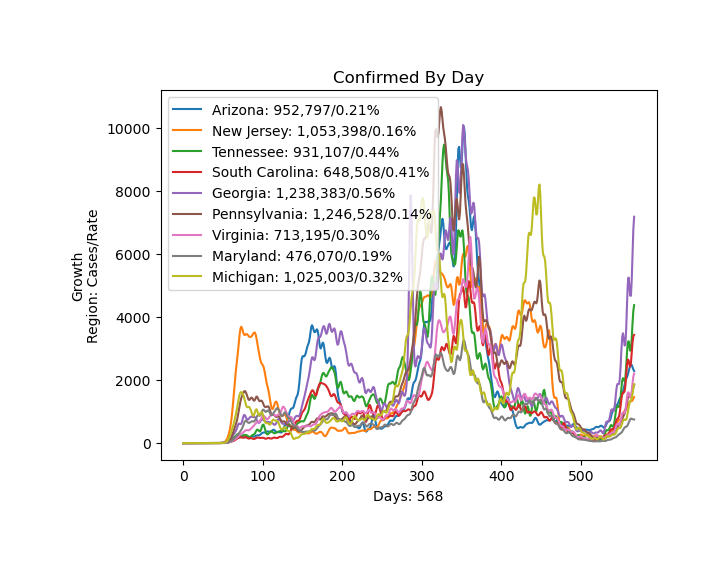 Confirmed By Day
Arizona: 952,797/0.21%
New Jersey: 1,053,398/0.16%
Tennessee: 931,107/0.44%
South Carolina: 648,508/0.41%
Georgia: 1,238,383/0.56%
Pennsylvania: 1,246,528/0.14%
Virginia: 713,195/0.30%
Maryland: 476,070/0.19%
Michigan: 1,025,003/0.32%
Growth
Region: Cases/Rate
10000
8000
6000
4000
2000
0
0 100 200 300 400 500
Days: 568